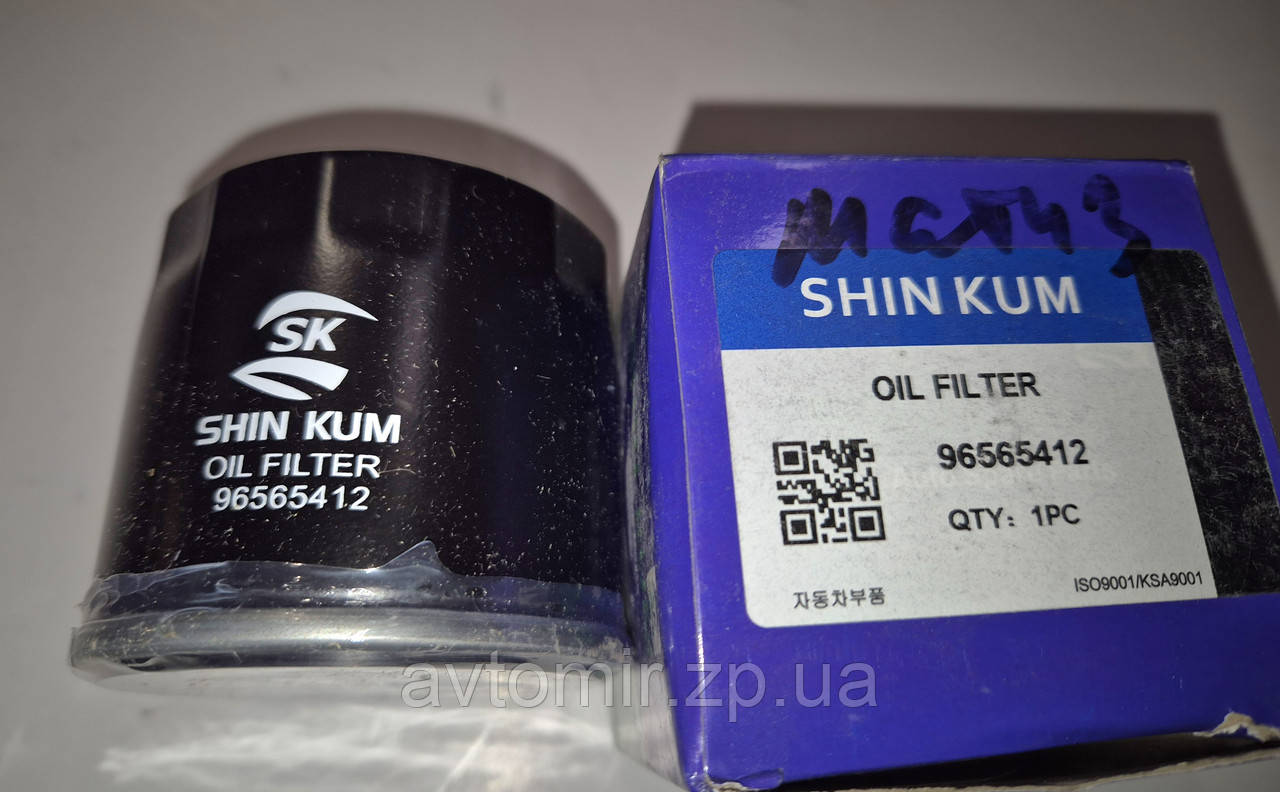 SK
SHIN KUM
OIL FILTER
96565412
матиз
SHIN KUM
OIL FILTER
96565412
QTY: 1PC
ISO9001/KSA9001
자동차부품
avtomir.zp.ua